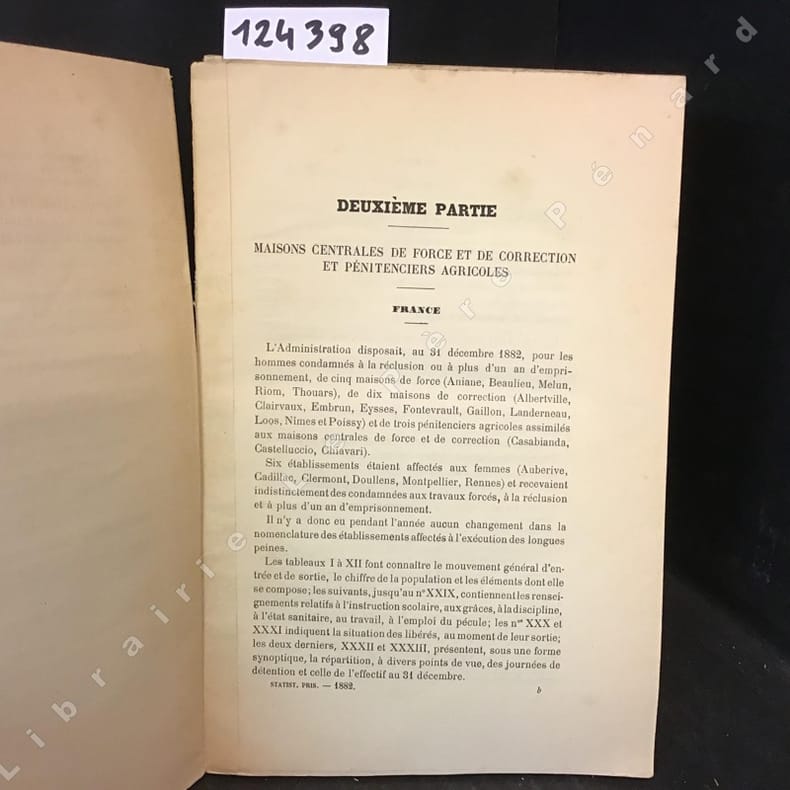 124398
DEUXIÈME PARTIE
MAISONS CENTRALES DE FORCE ET DE CORRECTION
ET PÉNITENCIERS AGRICOLES
FRANCE
L'Administration disposait, au 31 décembre 1882, pour les
hommes condamnés à la réclusion ou à plus d'un an d'empri-
sonnement, de cinq maisons de force (Aniane, Beaulieu, Melun,
Riom, Thouars), de dix maisons de correction (Albertville,
Clairvaux, Embrun, Eysses, Fontevrault, Gaillon, Landerneau,
Loos, Nîmes et Poissy) et de trois pénitenciers agricoles assimilés
aux maisons centrales de force et de correction (Casabianda,
Castelluccio, Chiavari).
Six établissements étaient affectés aux femmes (Auberive,
Cadillac, Clermont, Doullens, Montpellier, Rennes) et recevaient
indistinctement des condamnées aux travaux forcés, à la réclusion
et à plus d'un an d'emprisonnement.
Il n'y a donc eu pendant l'année aucun changement dans la
nomenclature des établissements affectés à l'exécution des longues
peines.
Les tableaux I à XII font connaître le mouvement général d'en-
trée et de sortie, le chiffre de la population et les éléments dont elle
se compose; les suivants, jusqu'au n° XXIX, contiennent les rensei-
gnements relatifs à l'instruction scolaire, aux grâces, à la discipline,
à l'état sanitaire, au travail, à l'emploi du pécule; les nos XXX et
XXXI indiquent la situation des libérés, au moment de leur sortie;
les deux derniers, XXXII et XXXIII, présentent, sous une forme
synoptique, la répartition, à divers points de vue, des journées de
détention et celle de l'effectif au 31 décembre.
STATIST. PRIS. — 1882. b
Librairie Le Père Pénard